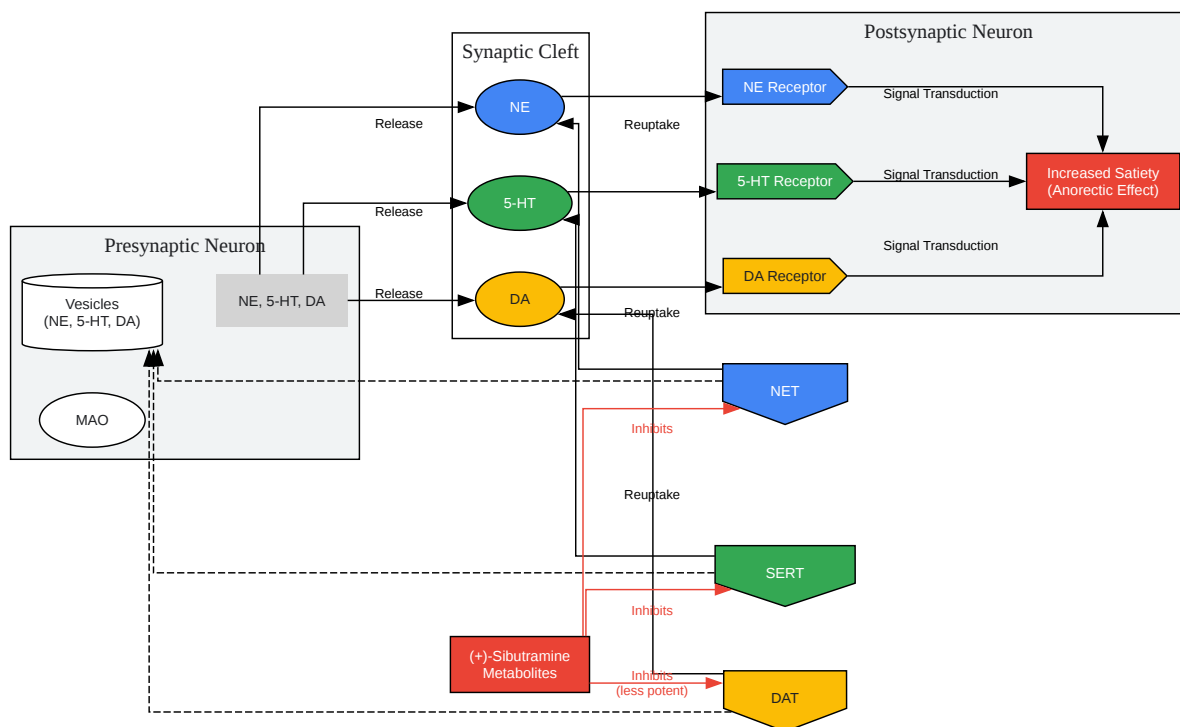 Synaptic Cleft
Postsynaptic Neuron
NE
Release
Reuptake
NE Receptor
Signal Transduction
5-HT
Release
5-HT Receptor
Signal Transduction
Increased Satiety
(Anorectic Effect)
Presynaptic Neuron
Vesicles
(NE, 5-HT, DA)
NE, 5-HT, DA
Release
DA
Reuptake
DA Receptor
Signal Transduction
MAO
NET
Inhibits
Reuptake
SERT
Inhibits
(+)-Sibutramine
Metabolites
Inhibits
(less potent)
DAT